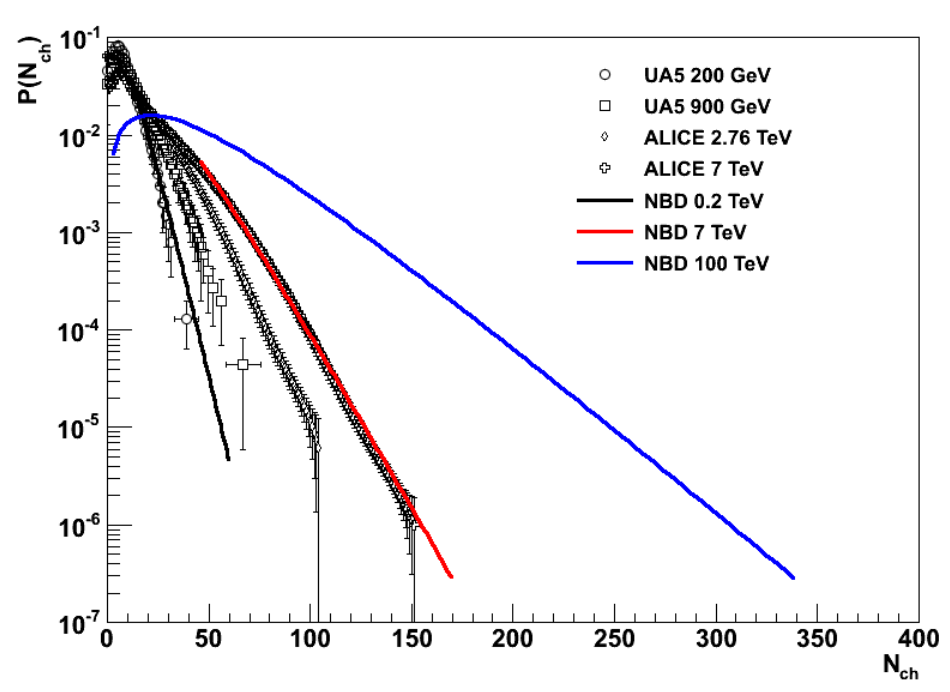 P(N_ch)
10^-1
10^-2
10^-3
10^-4
10^-5
10^-6
10^-7
UA5 200 GeV
UA5 900 GeV
ALICE 2.76 TeV
ALICE 7 TeV
NBD 0.2 TeV
NBD 7 TeV
NBD 100 TeV
0 50 100 150 200 250 300 350 400
N_ch